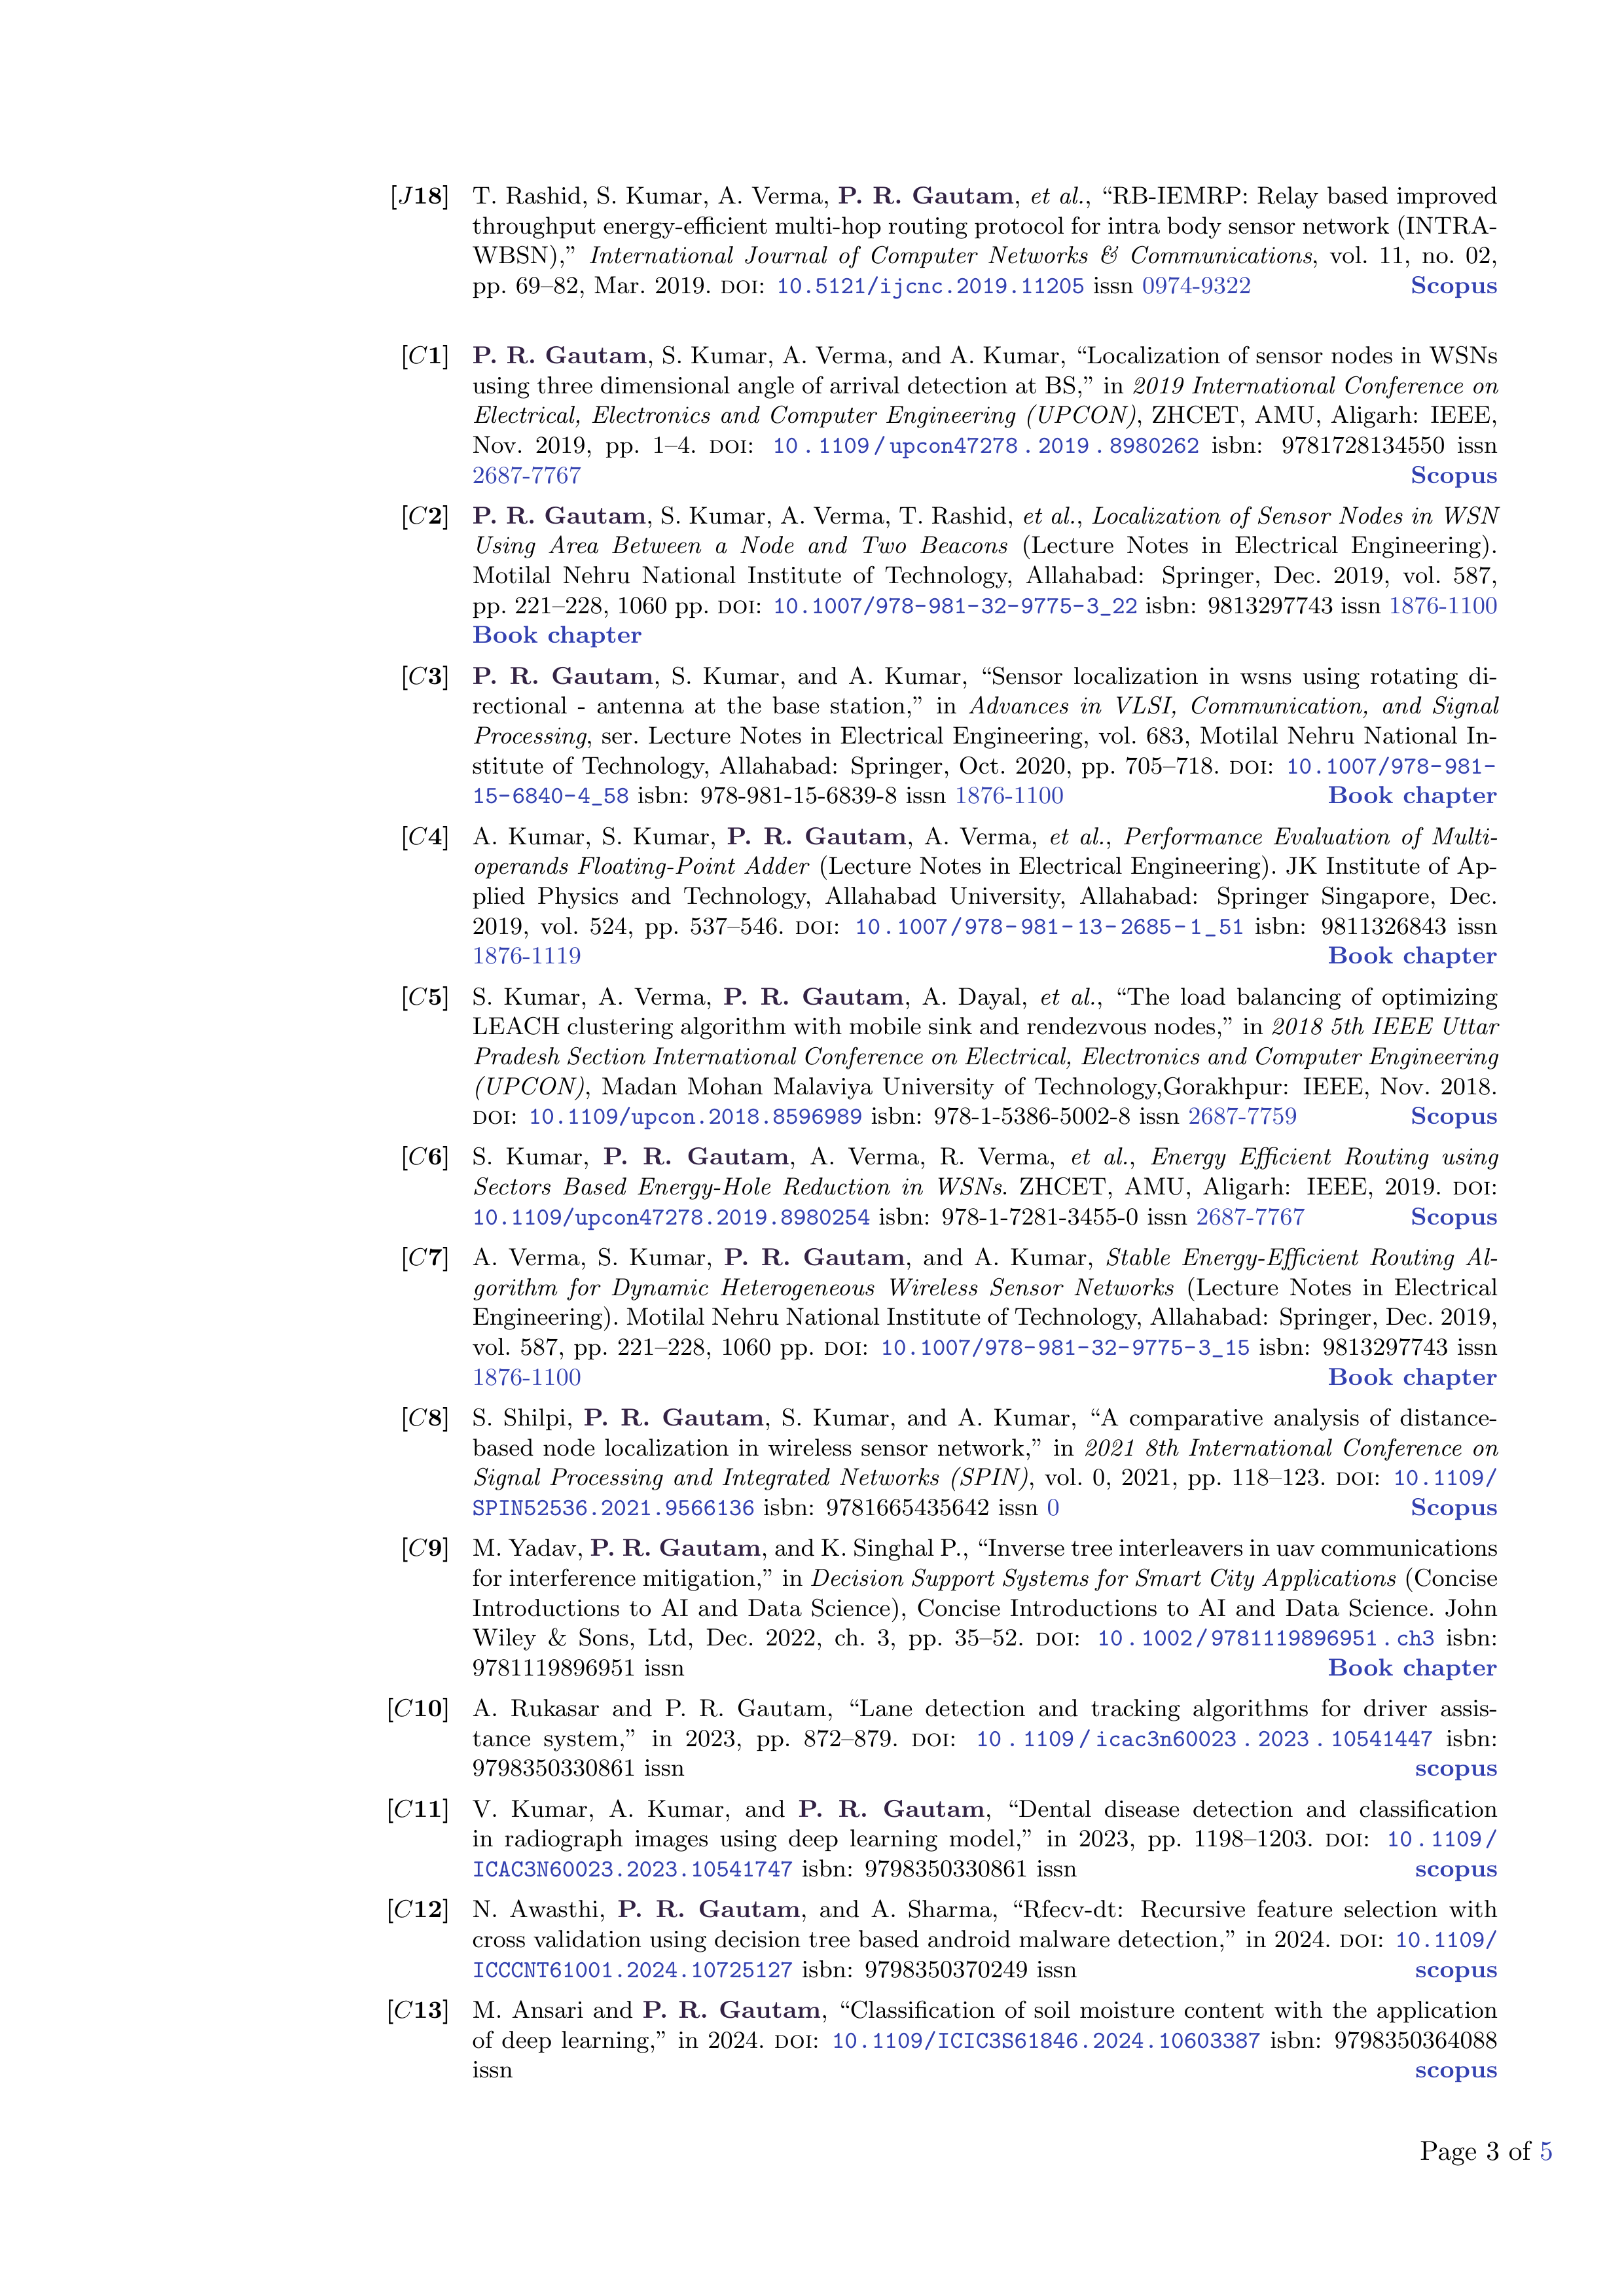 [J18] T. Rashid, S. Kumar, A. Verma, P. R. Gautam, et al., “RB-IEMRP: Relay based improved
throughput energy-efficient multi-hop routing protocol for intra body sensor network (INTRA-
WBSN),” International Journal of Computer Networks & Communications, vol. 11, no. 02,
pp. 69–82, Mar. 2019. DOI: 10.5121/ijcnc.2019.11205 issn 0974-9322 Scopus
[C1] P. R. Gautam, S. Kumar, A. Verma, and A. Kumar, “Localization of sensor nodes in WSNs
using three dimensional angle of arrival detection at BS,” in 2019 International Conference on
Electrical, Electronics and Computer Engineering (UPCON), ZHCET, AMU, Aligarh: IEEE,
Nov. 2019, pp. 1–4. DOI: 10.1109/upcon47278.2019.8980262 isbn: 9781728134550 issn
2687-7767 Scopus
[C2] P. R. Gautam, S. Kumar, A. Verma, T. Rashid, et al., Localization of Sensor Nodes in WSN
Using Area Between a Node and Two Beacons (Lecture Notes in Electrical Engineering).
Motilal Nehru National Institute of Technology, Allahabad: Springer, Dec. 2019, vol. 587,
pp. 221–228, 1060 pp. DOI: 10.1007/978-981-32-9775-3_22 isbn: 9813297743 issn 1876-1100
Book chapter
[C3] P. R. Gautam, S. Kumar, and A. Kumar, “Sensor localization in wsns using rotating di-
rectional - antenna at the base station,” in Advances in VLSI, Communication, and Signal
Processing, ser. Lecture Notes in Electrical Engineering, vol. 683, Motilal Nehru National In-
stitute of Technology, Allahabad: Springer, Oct. 2020, pp. 705–718. DOI: 10.1007/978-981-
15-6840-4_58 isbn: 978-981-15-6839-8 issn 1876-1100 Book chapter
[C4] A. Kumar, S. Kumar, P. R. Gautam, A. Verma, et al., Performance Evaluation of Multi-
operands Floating-Point Adder (Lecture Notes in Electrical Engineering). JK Institute of Ap-
plied Physics and Technology, Allahabad University, Allahabad: Springer Singapore, Dec.
2019, vol. 524, pp. 537–546. DOI: 10.1007/978-981-13-2685-1_51 isbn: 9811326843 issn
1876-1119 Book chapter
[C5] S. Kumar, A. Verma, P. R. Gautam, A. Dayal, et al., “The load balancing of optimizing
LEACH clustering algorithm with mobile sink and rendezvous nodes,” in 2018 5th IEEE Uttar
Pradesh Section International Conference on Electrical, Electronics and Computer Engineering
(UPCON), Madan Mohan Malaviya University of Technology,Gorakhpur: IEEE, Nov. 2018.
DOI: 10.1109/upcon.2018.8596989 isbn: 978-1-5386-5002-8 issn 2687-7759 Scopus
[C6] S. Kumar, P. R. Gautam, A. Verma, R. Verma, et al., Energy Efficient Routing using
Sectors Based Energy-Hole Reduction in WSNs. ZHCET, AMU, Aligarh: IEEE, 2019. DOI:
10.1109/upcon47278.2019.8980254 isbn: 978-1-7281-3455-0 issn 2687-7767 Scopus
[C7] A. Verma, S. Kumar, P. R. Gautam, and A. Kumar, Stable Energy-Efficient Routing Al-
gorithm for Dynamic Heterogeneous Wireless Sensor Networks (Lecture Notes in Electrical
Engineering). Motilal Nehru National Institute of Technology, Allahabad: Springer, Dec. 2019,
vol. 587, pp. 221–228, 1060 pp. DOI: 10.1007/978-981-32-9775-3_15 isbn: 9813297743 issn
1876-1100 Book chapter
[C8] S. Shilpi, P. R. Gautam, S. Kumar, and A. Kumar, “A comparative analysis of distance-
based node localization in wireless sensor network,” in 2021 8th International Conference on
Signal Processing and Integrated Networks (SPIN), vol. 0, 2021, pp. 118–123. DOI: 10.1109/
SPIN52536.2021.9566136 isbn: 9781665435642 issn 0 Scopus
[C9] M. Yadav, P. R. Gautam, and K. Singhal P., “Inverse tree interleavers in uav communications
for interference mitigation,” in Decision Support Systems for Smart City Applications (Concise
Introductions to AI and Data Science), Concise Introductions to AI and Data Science. John
Wiley & Sons, Ltd, Dec. 2022, ch. 3, pp. 35–52. DOI: 10.1002/9781119896951.ch3 isbn:
9781119896951 issn Book chapter
[C10] A. Rukasar and P. R. Gautam, “Lane detection and tracking algorithms for driver assis-
tance system,” in 2023, pp. 872–879. DOI: 10.1109/icac3n60023.2023.10541447 isbn:
9798350330861 issn scopus
[C11] V. Kumar, A. Kumar, and P. R. Gautam, “Dental disease detection and classification
in radiograph images using deep learning model,” in 2023, pp. 1198–1203. DOI: 10.1109/
ICAC3N60023.2023.10541747 isbn: 9798350330861 issn scopus
[C12] N. Awasthi, P. R. Gautam, and A. Sharma, “Rfecv-dt: Recursive feature selection with
cross validation using decision tree based android malware detection,” in 2024. DOI: 10.1109/
ICCCNT61001.2024.10725127 isbn: 9798350370249 issn scopus
[C13] M. Ansari and P. R. Gautam, “Classification of soil moisture content with the application
of deep learning,” in 2024. DOI: 10.1109/ICIC3S61846.2024.10603387 isbn: 9798350364088
issn scopus
Page 3 of 5